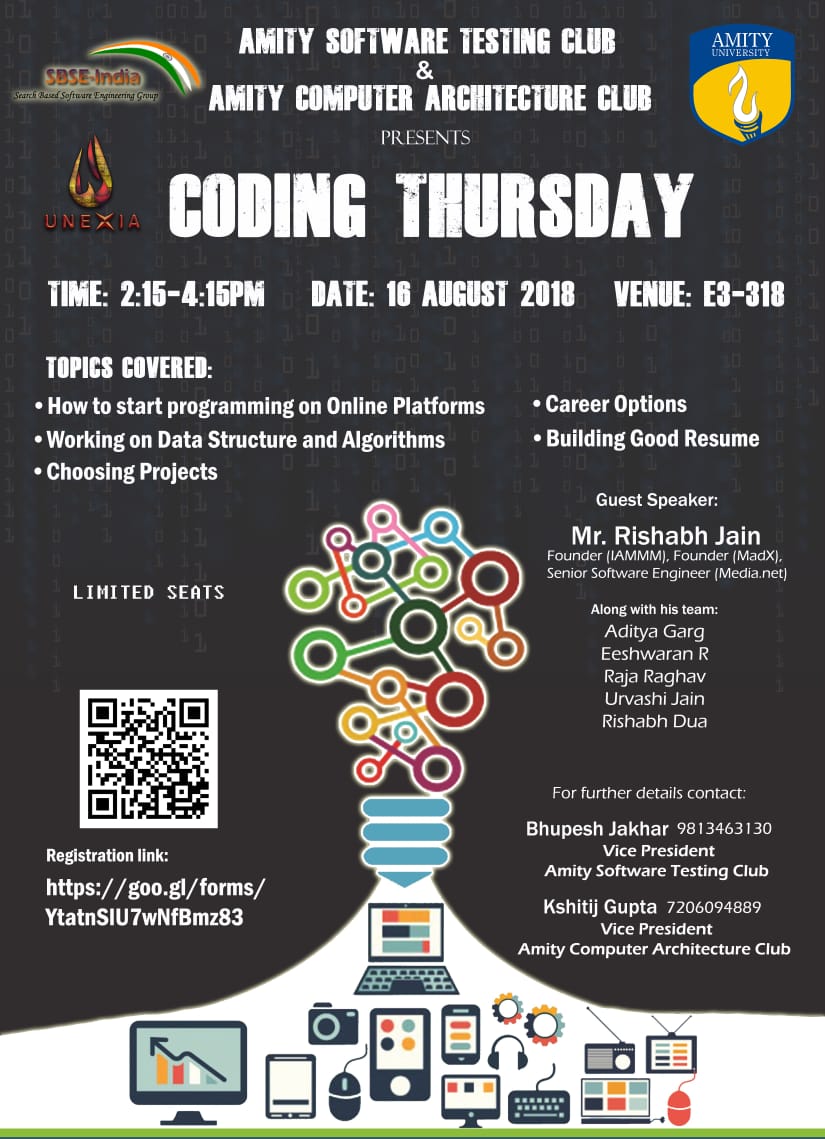 AMITY SOFTWARE TESTING CLUB
&
AMITY COMPUTER ARCHITECTURE CLUB
PRESENTS
SBSE-India
Search Based Software Engineering Group
AMITY
UNIVERSITY
UNEXIA
CODING THURSDAY
TIME: 2:15-4:15PM DATE: 16 AUGUST 2018 VENUE: E3-318
TOPICS COVERED:
• How to start programming on Online Platforms
• Working on Data Structure and Algorithms
• Choosing Projects
• Career Options
• Building Good Resume
Guest Speaker:
Mr. Rishabh Jain
Founder (IAMMM), Founder (MadX),
Senior Software Engineer (Media.net)
Along with his team:
Aditya Garg
Eeshwaran R
Raja Raghav
Urvashi Jain
Rishabh Dua
LIMITED SEATS
Registration link:
https://goo.gl/forms/
YtatnSIU7wNfBmz83
For further details contact:
Bhupesh Jakhar 9813463130
Vice President
Amity Software Testing Club
Kshitij Gupta 7206094889
Vice President
Amity Computer Architecture Club